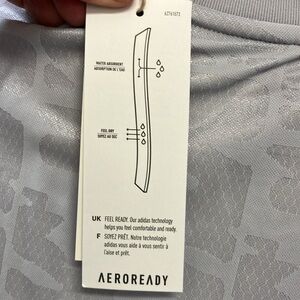 WATER ABSORBENT
ABSORPTION DE L'EAU
FEEL DRY
SOYEZ AU SEC
UK FEEL READY. Our adidas technology
helps you feel comfortable and ready.
F SOYEZ PRÊT. Notre technologie
adidas vous aide à vous sentir à
l'aise et prêt.
AEROREADY